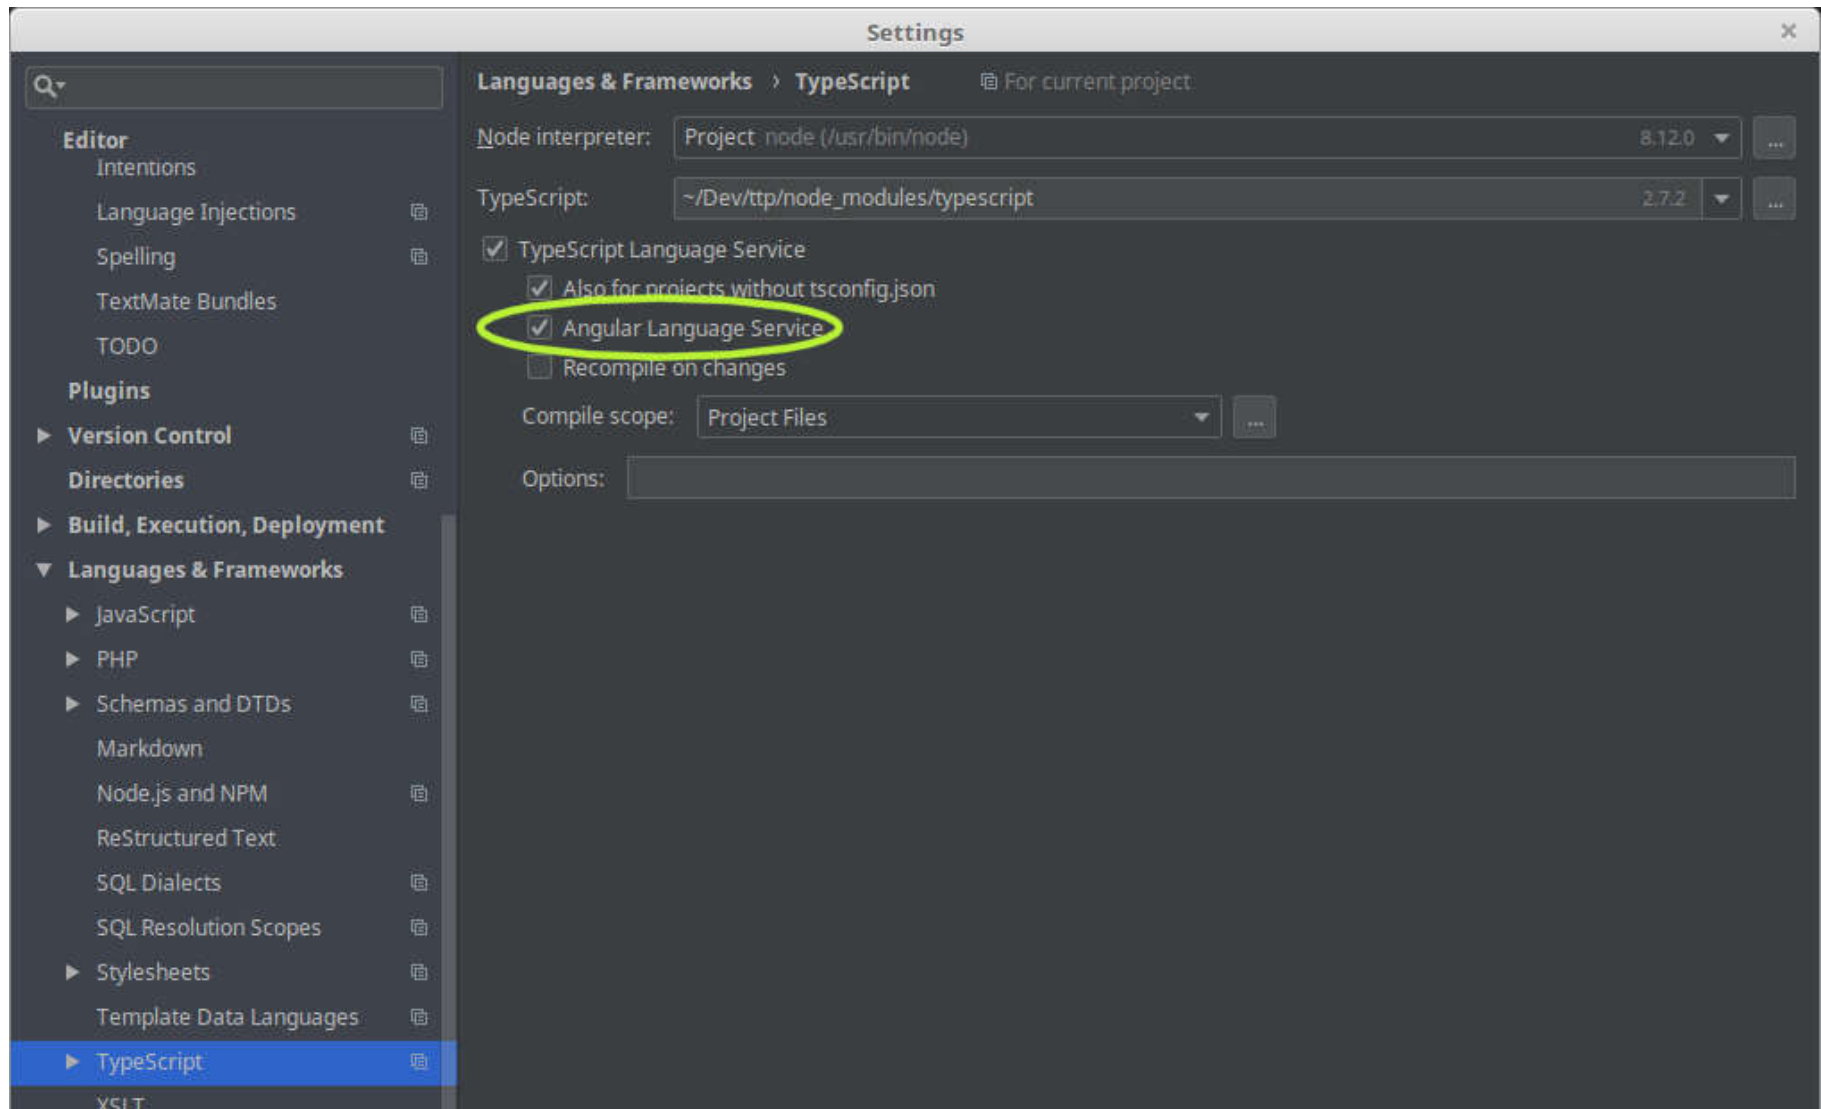 Settings
Editor
Intentions
Language Injections
Spelling
TextMate Bundles
TODO
Plugins
Version Control
Directories
Build, Execution, Deployment
Languages & Frameworks
JavaScript
PHP
Schemas and DTDs
Markdown
Node.js and NPM
ReStructured Text
SQL Dialects
SQL Resolution Scopes
Stylesheets
Template Data Languages
TypeScript
XSLT
Languages & Frameworks › TypeScript For current project
Node interpreter: Project node (/usr/bin/node) 8.12.0 ...
TypeScript: ~/Dev/ttp/node_modules/typescript 2.7.2 ...
TypeScript Language Service
Also for projects without tsconfig.json
Angular Language Service
Recompile on changes
Compile scope: Project Files ...
Options: